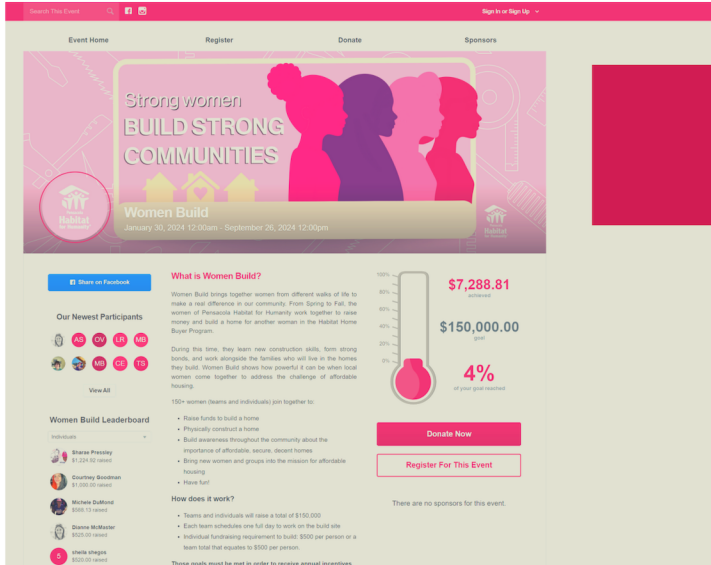 Search This Event
Sign In or Sign Up
Event Home
Register
Donate
Sponsors
Strong women
BUILD STRONG
COMMUNITIES
Pensacola
Habitat
for Humanity
Women Build
January 30, 2024 12:00am - September 26, 2024 12:00pm
Habitat
Share on Facebook
Our Newest Participants
AS
OV
LR
MB
MB
CE
TS
View All
Women Build Leaderboard
Individuals
Sharae Pressley
$1,224.92 raised
Courtney Goodman
$1,000.00 raised
Michele DaMond
$566.13 raised
Dianne McMaster
$525.00 raised
5
sheila shegos
$520.00 raised
What is Women Build?
Women Build brings together women from different walks of life to
make a real difference in our community. From Spring to Fall, the
women of Pensacola Habitat for Humanity work together to raise
money and build a home for another woman in the Habitat Home
Buyer Program.
During this time, they learn new construction skills, form strong
bonds, and work alongside the families who will live in the homes
they build. Women Build shows how powerful it can be when local
women come together to address the challenge of affordable
housing.
150+ women (teams and individuals) join together to:
• Raise funds to build a home
• Physically construct a home
• Build awareness throughout the community about the
importance of affordable, secure, decent homes
• Bring new women and groups into the mission for affordable
housing
• Have fun!
How does it work?
• Teams and individuals will raise a total of $150,000
• Each team schedules one full day to work on the build site
• Individual fundraising requirement to build: $500 per person or a
team total that equates to $500 per person.
Those goals must be met in order to receive annual incentives
100%
80%
60%
40%
20%
0%
$7,288.81
achieved
$150,000.00
goal
4%
of your goal reached.
Donate Now
Register For This Event
There are no sponsors for this event.